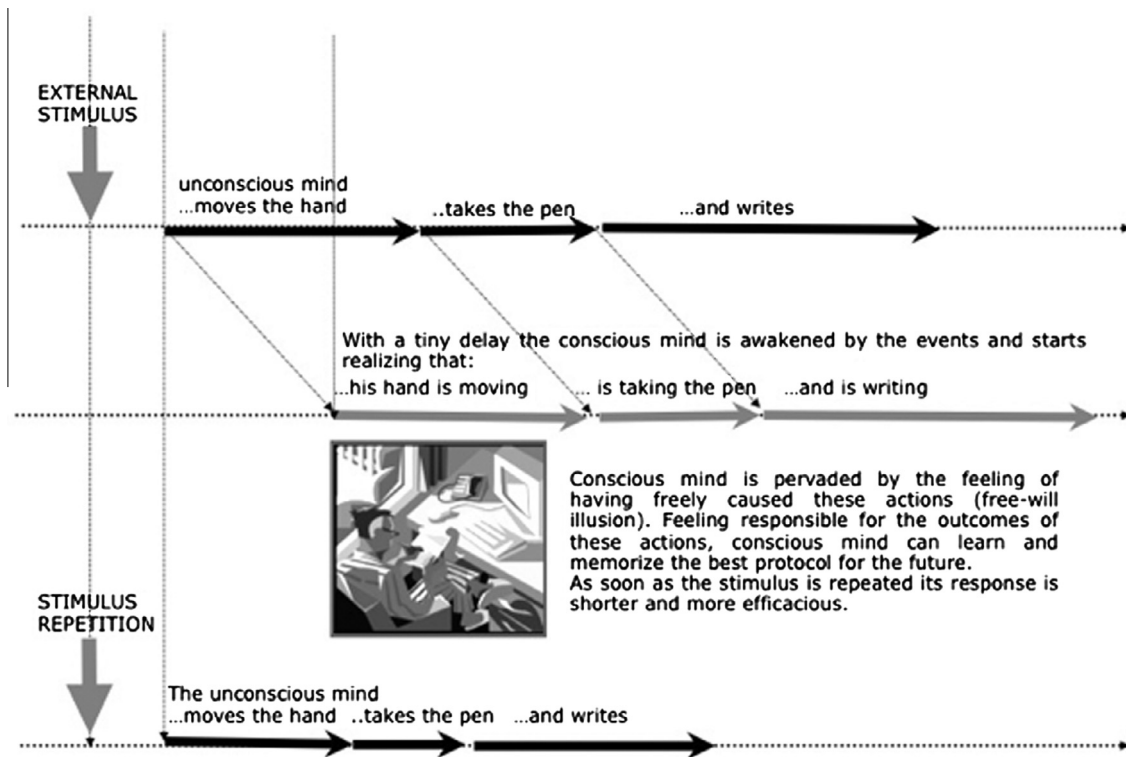 EXTERNAL
STIMULUS
unconscious mind
...moves the hand
..takes the pen
...and writes
With a tiny delay the conscious mind is awakened by the events and starts
realizing that:
...his hand is moving
... is taking the pen
...and is writing
Conscious mind is pervaded by the feeling of
having freely caused these actions (free-will
illusion). Feeling responsible for the outcomes of
these actions, conscious mind can learn and
memorize the best protocol for the future.
As soon as the stimulus is repeated its response is
shorter and more efficacious.
STIMULUS
REPETITION
The unconscious mind
...moves the hand
..takes the pen
...and writes